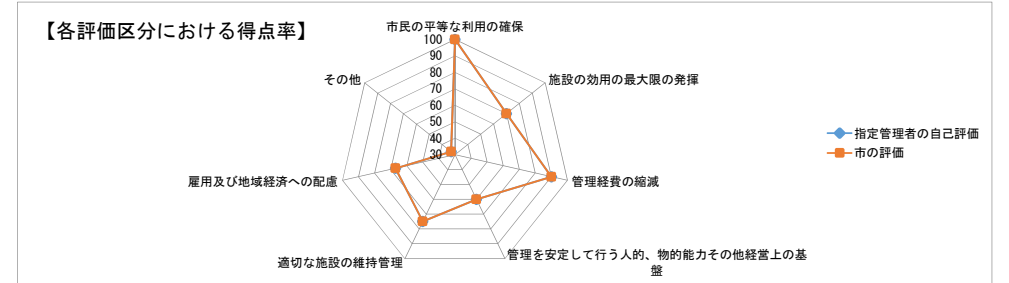 【各評価区分における得点率】
市民の平等な利用の確保
100
90
80
70
60
50
40
30
施設の効用の最大限の発揮
管理経費の縮減
管理を安定して行う人的、物的能力その他経営上の基
盤
適切な施設の維持管理
雇用及び地域経済への配慮
その他
指定管理者の自己評価
市の評価